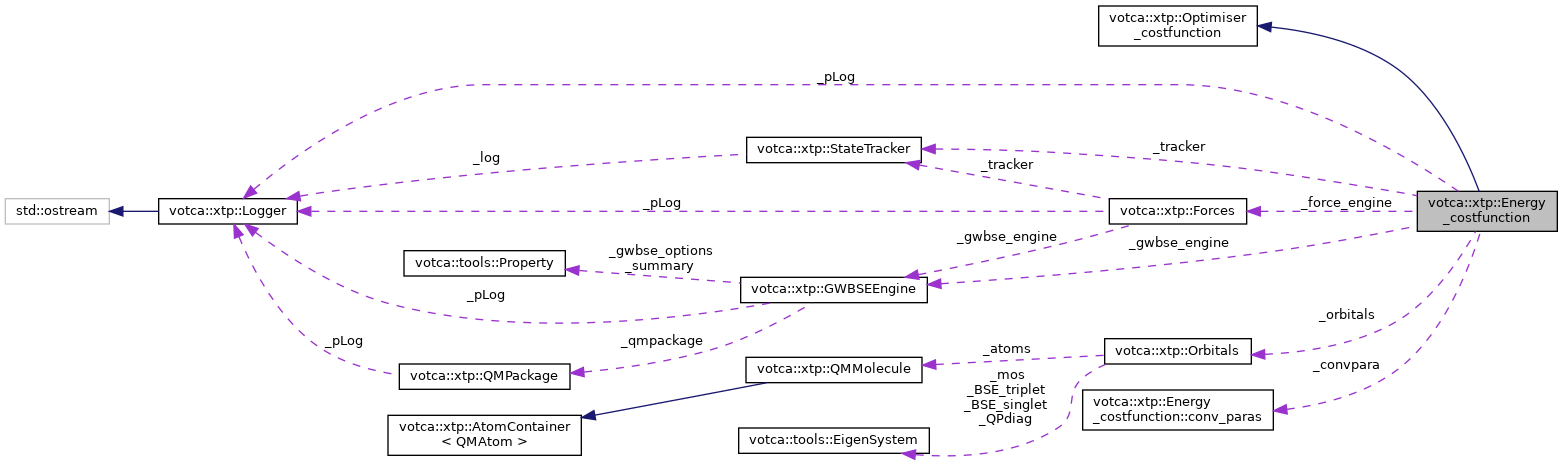 votca::xtp::Optimiser
_costfunction
_pLog
_tracker
votca::xtp::StateTracker
_log
_tracker
_force_engine
votca::xtp::Energy
_costfunction
std::ostream
votca::xtp::Logger
_pLog
votca::xtp::Forces
_gwbse_engine
_gwbse_engine
_gwbse_options
_summary
votca::tools::Property
votca::xtp::GWBSEEngine
_pLog
_orbitals
_pLog
_qmpackage
_atoms
votca::xtp::Orbitals
_convpara
votca::xtp::QMPackage
votca::xtp::QMMolecule
_mos
_BSE_triplet
_BSE_singlet
_QPdiag
votca::xtp::Energy
_costfunction::conv_paras
votca::xtp::AtomContainer
< QMAtom >
votca::tools::EigenSystem